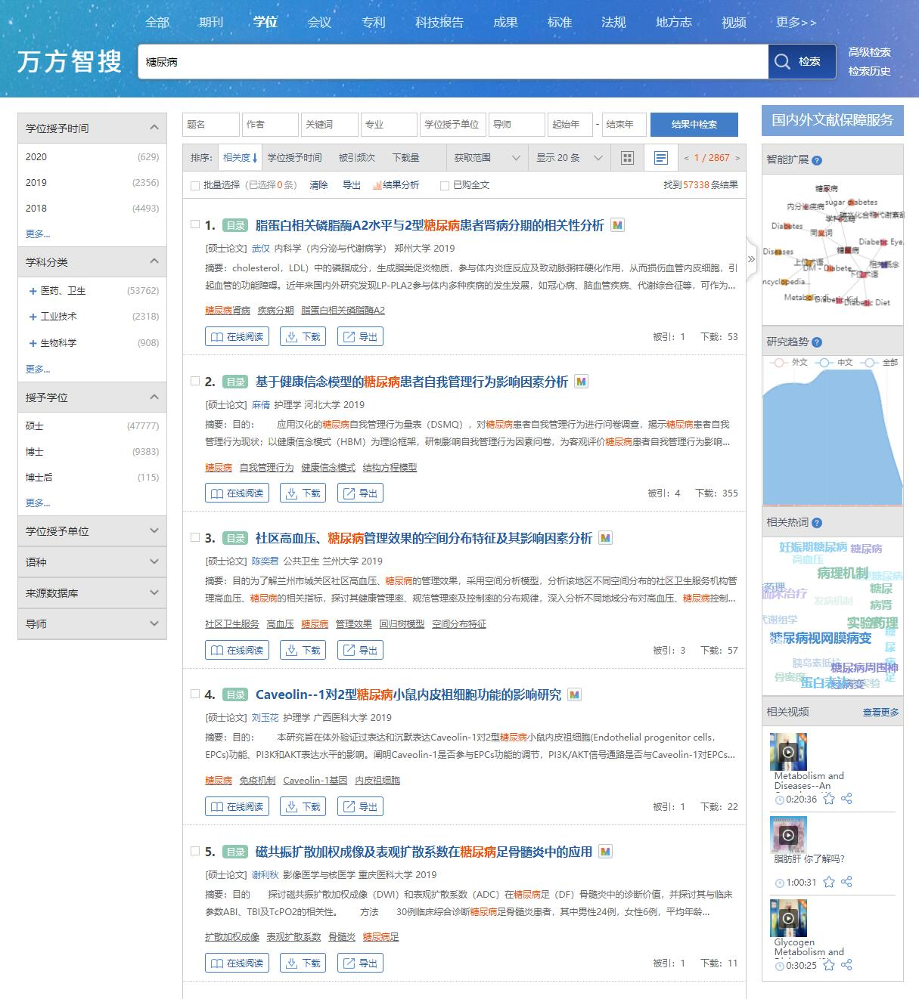 全部 期刊 学位 会议 专利 科技报告 成果 标准 法规 地方志 视频 更多>>
万方智搜
糖尿病
检索
高级检索
检索历史
学位授予时间
2020 (629)
2019 (2356)
2018 (4493)
更多...
学科分类
医药、卫生 (53762)
工业技术 (2318)
生物科学 (908)
更多...
授予学位
硕士 (47777)
博士 (9383)
博士后 (115)
更多...
学位授予单位
语种
来源数据库
导师
题名 作者 关键词 专业 学位授予单位 导师 起始年 - 结束年 结果中检索
排序: 相关度 学位授予时间 被引频次 下载量 获取范围 显示 20 条 < 1 / 2867 >
批量选择 (已选择0条) 清除 导出 结果分析 已购全文 找到57338条结果
1. 目录 脂蛋白相关磷脂酶A2水平与2型糖尿病患者肾病分期的相关性分析 M
[硕士论文] 武仅 内科学（内分泌与代谢病学） 郑州大学 2019
摘要：cholesterol，LDL）中的磷脂成分，生成脂类促炎物质，参与体内炎症反应及致动脉粥样硬化作用，从而损伤血管内皮细胞，引
起血管的功能障碍。近年来国内外研究发现LP-PLA2参与体内多种疾病的发生发展，如冠心病、脑血管疾病、代谢综合征等，可作为...
糖尿病肾病 疾病分期 脂蛋白相关磷脂酶A2
在线阅读 下载 导出 被引：1 下载：53
2. 目录 基于健康信念模型的糖尿病患者自我管理行为影响因素分析 M
[硕士论文] 麻倩 护理学 河北大学 2019
摘要：目的： 应用汉化的糖尿病自我管理行为量表（DSMQ），对糖尿病患者自我管理行为进行问卷调查，揭示糖尿病患者自我
管理行为现状；以健康信念模式（HBM）为理论框架，研制影响自我管理行为因素问卷，为客观评价糖尿病患者自我管理行为影响...
糖尿病 自我管理行为 健康信念模式 结构方程模型
在线阅读 下载 导出 被引：4 下载：355
3. 目录 社区高血压、糖尿病管理效果的空间分布特征及其影响因素分析 M
[硕士论文] 陈奕君 公共卫生 兰州大学 2019
摘要：目的为了解兰州市城关区社区高血压、糖尿病的管理效果，采用空间分析模型，分析该地区不同空间分布的社区卫生服务机构管
理高血压、糖尿病的相关指标，探讨其健康管理率、规范管理率及控制率的分布规律，深入分析不同地域分布对高血压、糖尿病控制...
社区卫生服务 高血压 糖尿病 管理效果 回归树模型 空间分布特征
在线阅读 下载 导出 被引：3 下载：57
4. 目录 Caveolin--1对2型糖尿病小鼠内皮祖细胞功能的影响研究 M
[硕士论文] 刘玉花 护理学 广西医科大学 2019
摘要：目的： 本研究旨在体外验证过表达和沉默表达Caveolin-1对2型糖尿病小鼠内皮祖细胞(Endothelial progenitor cells，
EPCs)功能、PI3K和AKT表达水平的影响。阐明Caveolin-1是否参与EPCs功能的调节，PI3K/AKT信号通路是否与Caveolin-1对EPCs...
糖尿病 免疫机制 Caveolin-1基因 内皮祖细胞
在线阅读 下载 导出 被引：1 下载：22
5. 目录 磁共振扩散加权成像及表观扩散系数在糖尿病足骨髓炎中的应用 M
[硕士论文] 谢利秋 影像医学与核医学 重庆医科大学 2019
摘要：目的 探讨磁共振扩散加权成像（DWI）和表观扩散系数（ADC）在糖尿病足（DF）骨髓炎中的诊断价值，并探讨其与临床
参数ABI、TBI及TcPO2的相关性。 方法 30例临床综合诊断糖尿病足骨髓炎患者，其中男性24例，女性6例，平均年龄...
扩散加权成像 表观扩散系数 骨髓炎 糖尿病足
在线阅读 下载 导出 被引：1 下载：11
国内外文献保障服务
智能扩展 ?
糖尿病
内分泌疾病 sugar diabetes
Diabetes
同义词
Diabetic Eye.
Diseases 糖尿病
上位术语 相关概念
DM - Diabete..
下位术语
ncyclopedia...
Diabetic Diet
研究趋势 ?
外文 中文 全部
相关热词 ?
妊娠期糖尿病 糖尿病
高血压
病理机制
药理
临床治疗 糖尿
病肾
发病机制
代谢组学 实验药理
糖尿病视网膜病变
胰岛素抵抗
糖尿病周围神
骨密度
蛋白表达
相关视频 查看更多
Metabolism and
Diseases--An
0:20:36
脂肪肝 你了解吗？
1:00:31
Glycogen
Metabolism and
0:30:25